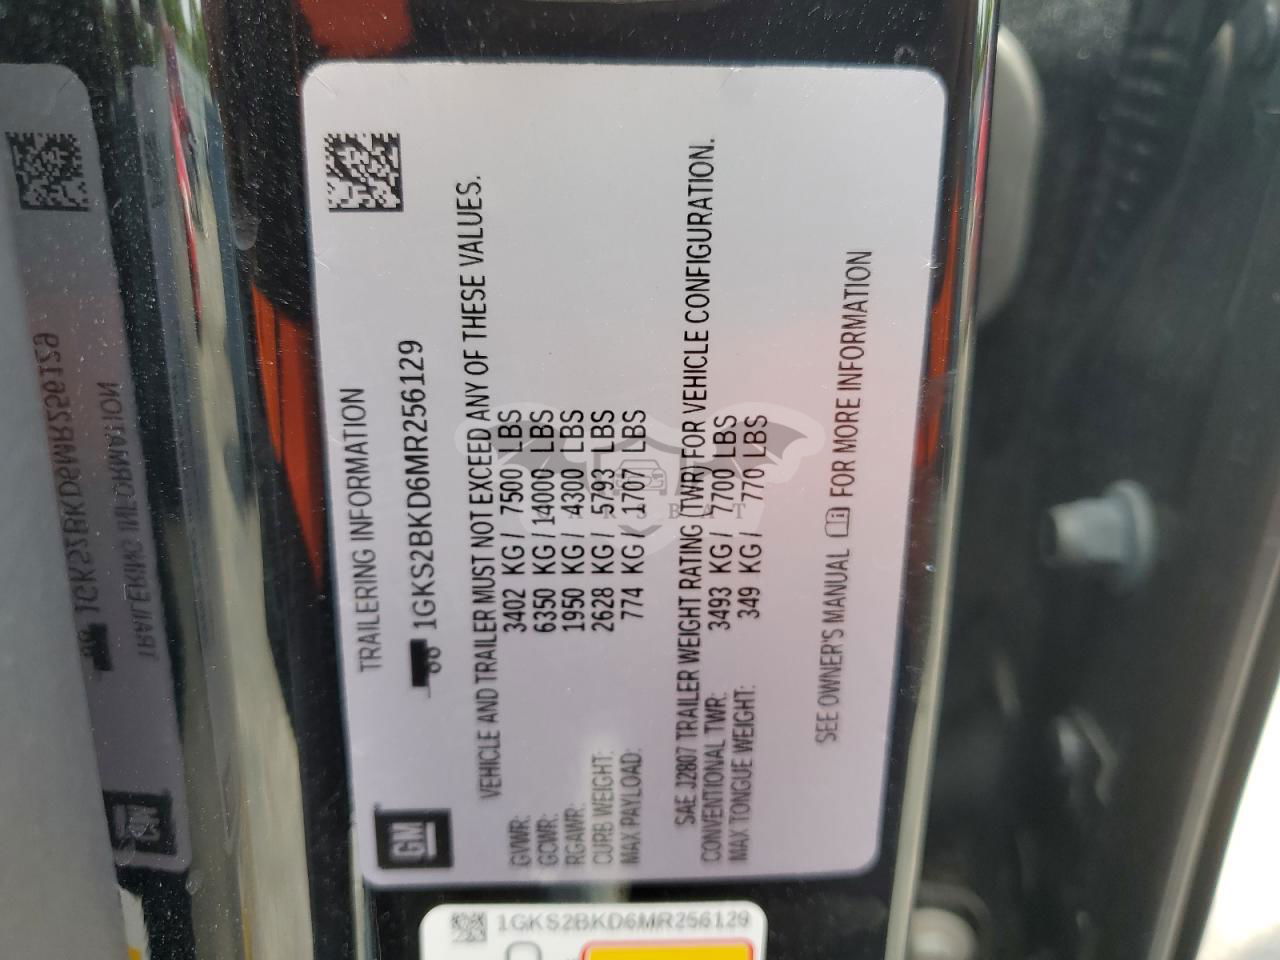 TRAILERING INFORMATION
1GKS2BKD6MR256129
GM
VEHICLE AND TRAILER MUST NOT EXCEED ANY OF THESE VALUES.
GVWR: 3402 KG / 7500 LBS
GCWR: 6350 KG / 14000 LBS
RGAWR: 1950 KG / 4300 LBS
CURB WEIGHT: 2628 KG / 5793 LBS
MAX PAYLOAD: 774 KG / 1707 LBS
SAE J2807 TRAILER WEIGHT RATING (TWR) FOR VEHICLE CONFIGURATION.
CONVENTIONAL TWR: 3493 KG / 7700 LBS
MAX TONGUE WEIGHT: 349 KG / 770 LBS
SEE OWNER'S MANUAL FOR MORE INFORMATION
1GKS2BKD6MR256129